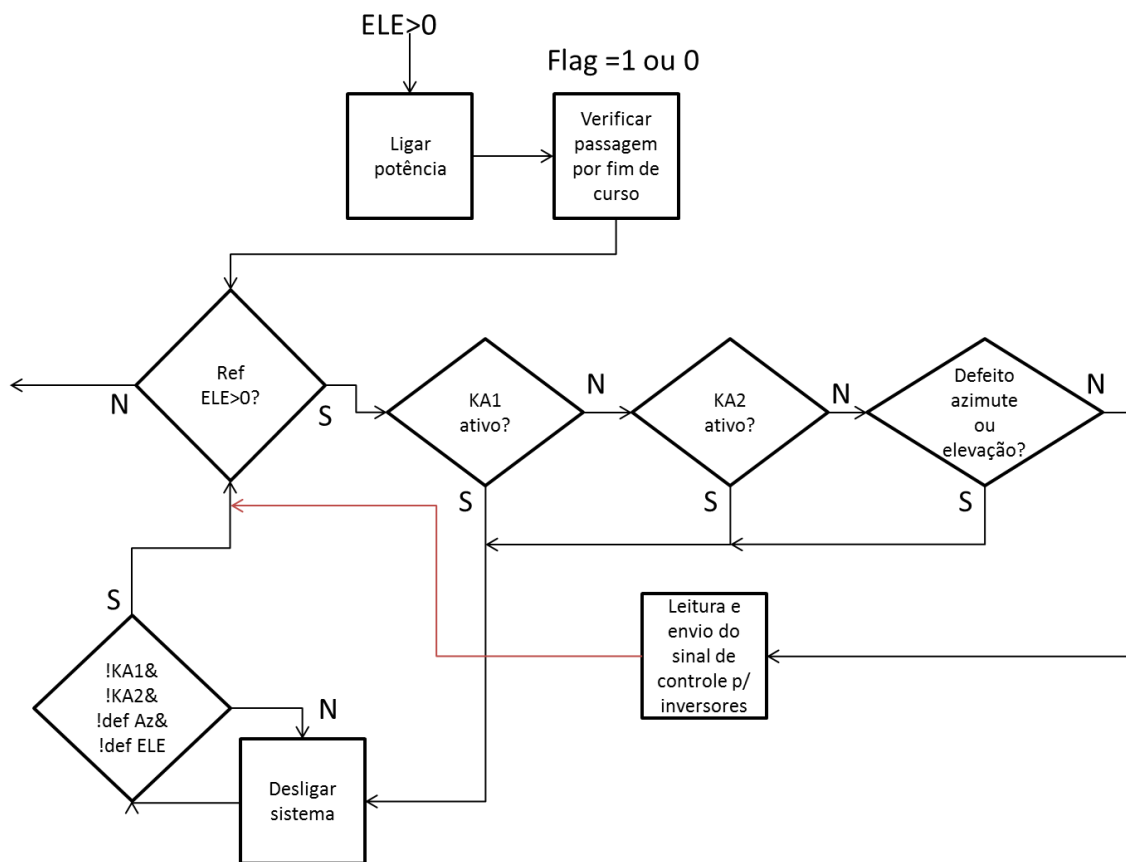 ELE>0
Flag =1 ou 0
Ligar
potência
Verificar
passagem
por fim de
curso
Ref
ELE>0?
N
S
KA1
ativo?
N
S
KA2
ativo?
N
S
Defeito
azimute
ou
elevação?
N
S
Leitura e
envio do
sinal de
controle p/
inversores
S
!KA1&
!KA2&
!def Az&
!def ELE
N
Desligar
sistema